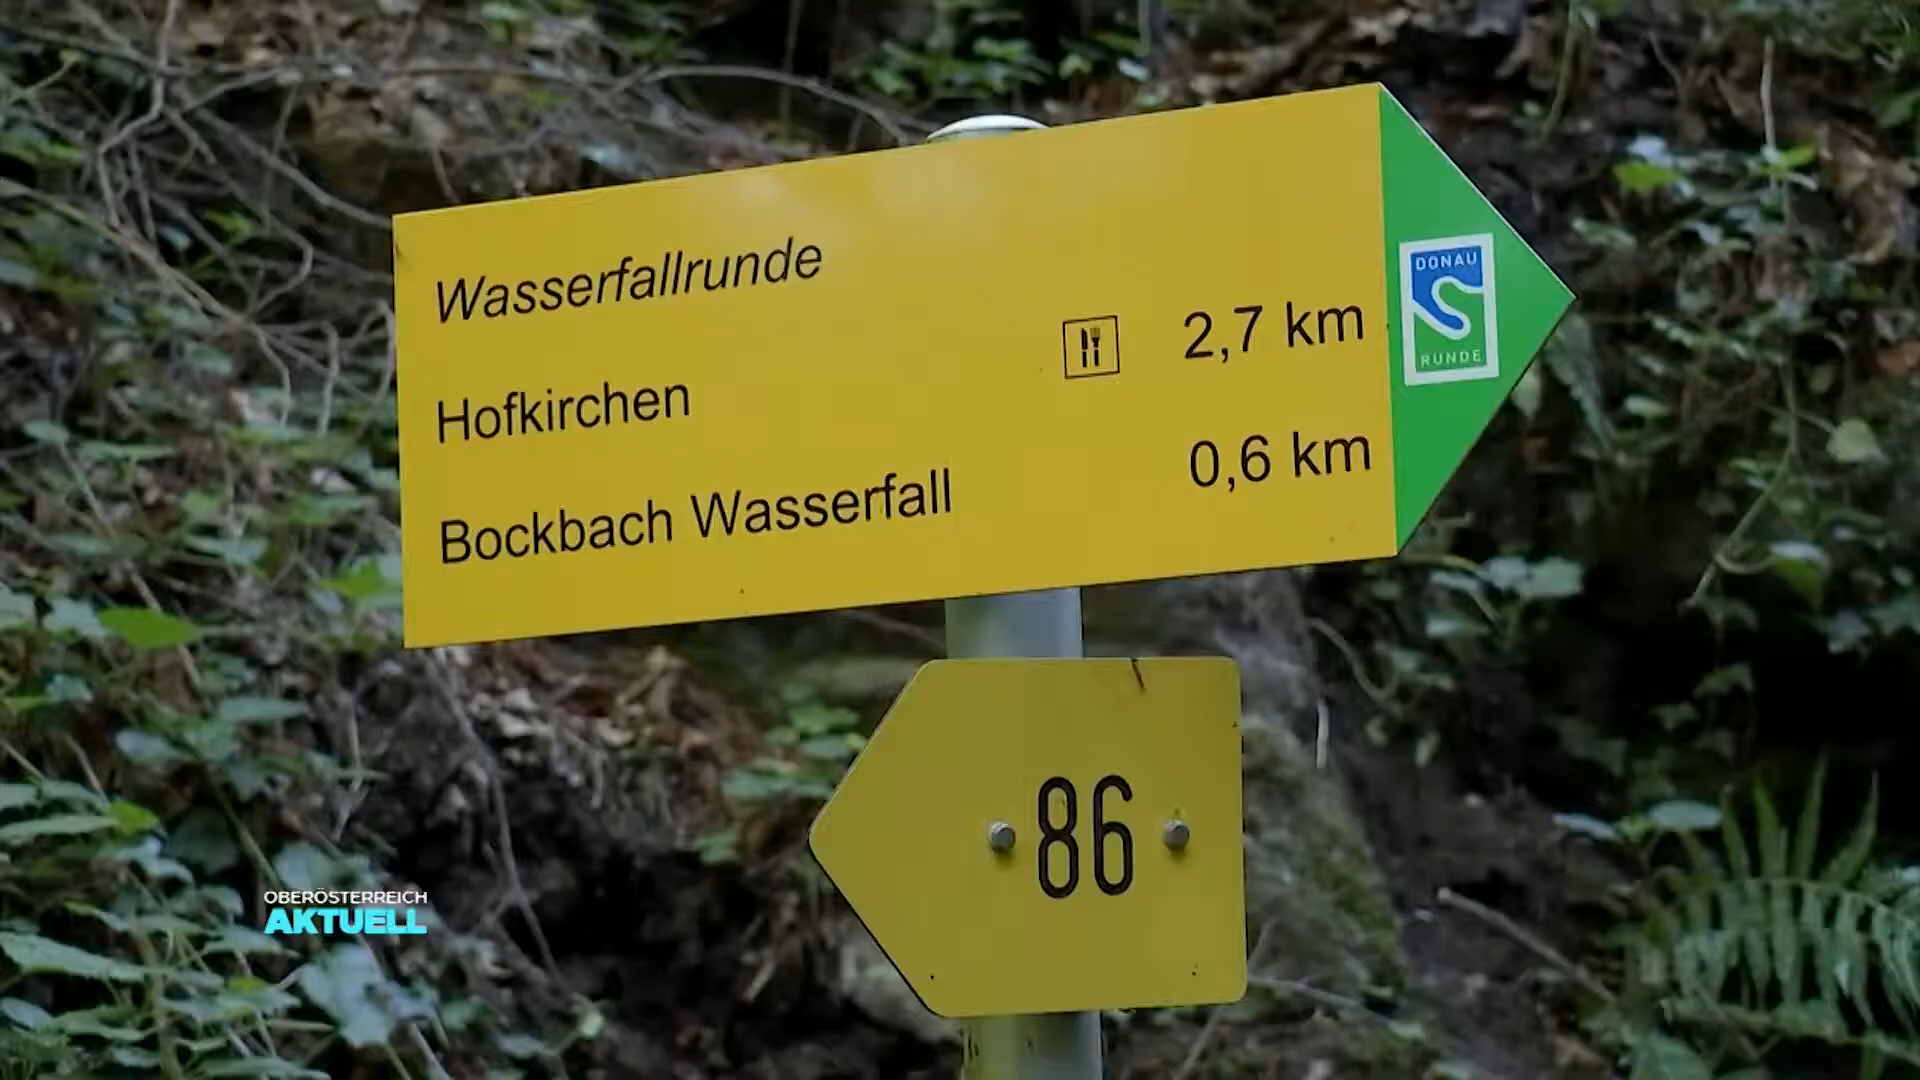 Wasserfallrunde
Hofkirchen 2,7 km
Bockbach Wasserfall 0,6 km
DONAU
RUNDE
86
OBERÖSTERREICH
AKTUELL